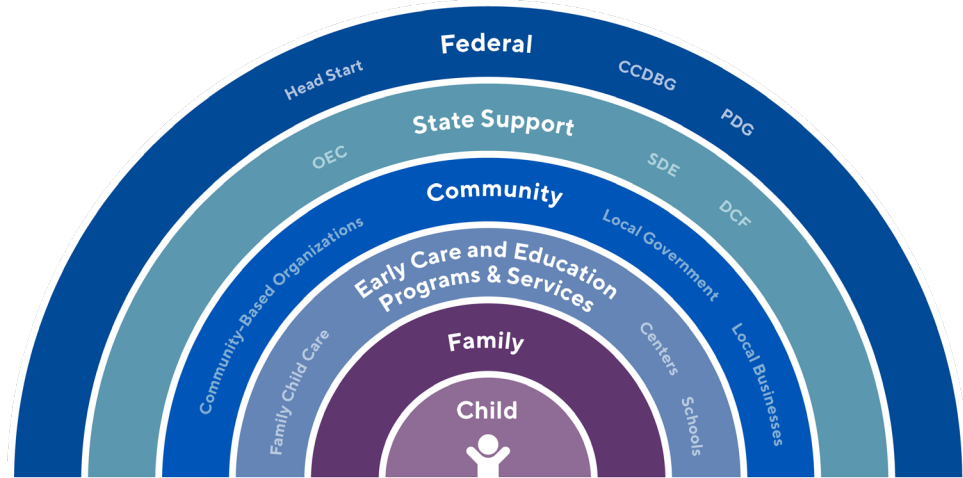 Federal
Head Start
CCDBG
PDG
State Support
OEC
SDE
DCF
Community
Community-Based Organizations
Local Government
Local Businesses
Early Care and Education
Programs & Services
Family Child Care
Centers
Schools
Family
Child